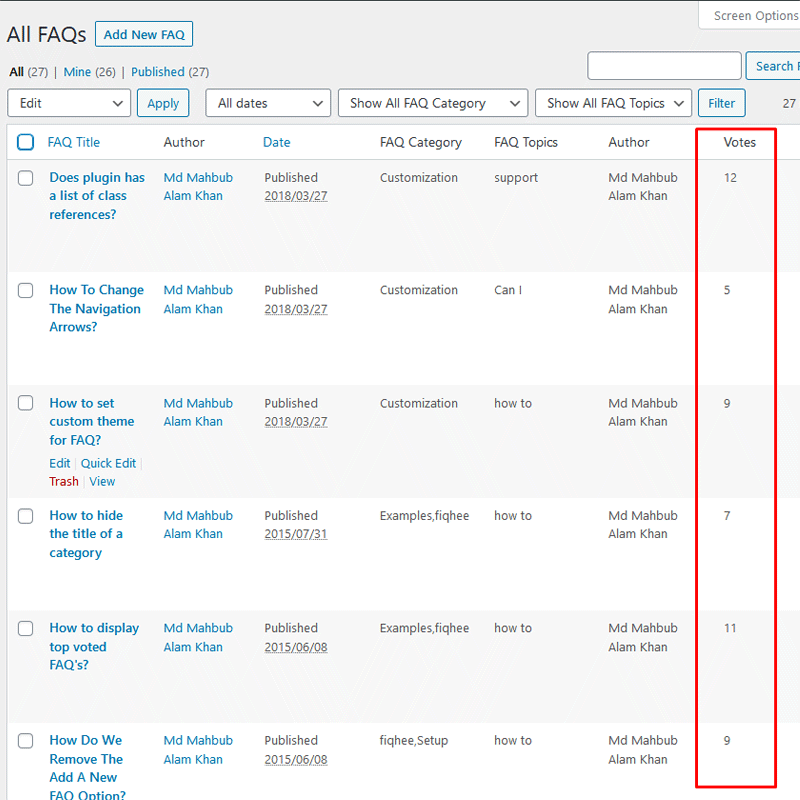 Screen Options
All FAQs Add New FAQ
All (27) | Mine (26) | Published (27)
Search
Edit Apply All dates Show All FAQ Category Show All FAQ Topics Filter 27
FAQ Title Author Date FAQ Category FAQ Topics Author Votes
Does plugin has Md Mahbub Published Customization support Md Mahbub 12
a list of class Alam Khan 2018/03/27 Alam Khan
references?
How To Change Md Mahbub Published Customization Can I Md Mahbub 5
The Navigation Alam Khan 2018/03/27 Alam Khan
Arrows?
How to set Md Mahbub Published Customization how to Md Mahbub 9
custom theme Alam Khan 2018/03/27 Alam Khan
for FAQ?
Edit | Quick Edit |
Trash | View
How to hide Md Mahbub Published Examples,fiqhee how to Md Mahbub 7
the title of a Alam Khan 2015/07/31 Alam Khan
category
How to display Md Mahbub Published Examples,fiqhee how to Md Mahbub 11
top voted Alam Khan 2015/06/08 Alam Khan
FAQ's?
How Do We Md Mahbub Published fiqhee,Setup how to Md Mahbub 9
Remove The Alam Khan 2015/06/08 Alam Khan
Add A New
FAQ Option?